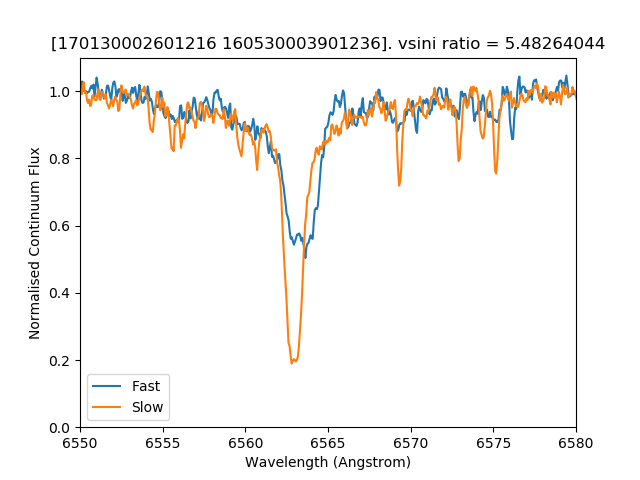 [170130002601216 160530003901236]. vsini ratio = 5.48264044
Normalised Continuum Flux
1.0
0.8
0.6
0.4
0.2
0.0
Fast
Slow
6550
6555
6560
6565
6570
6575
6580
Wavelength (Angstrom)